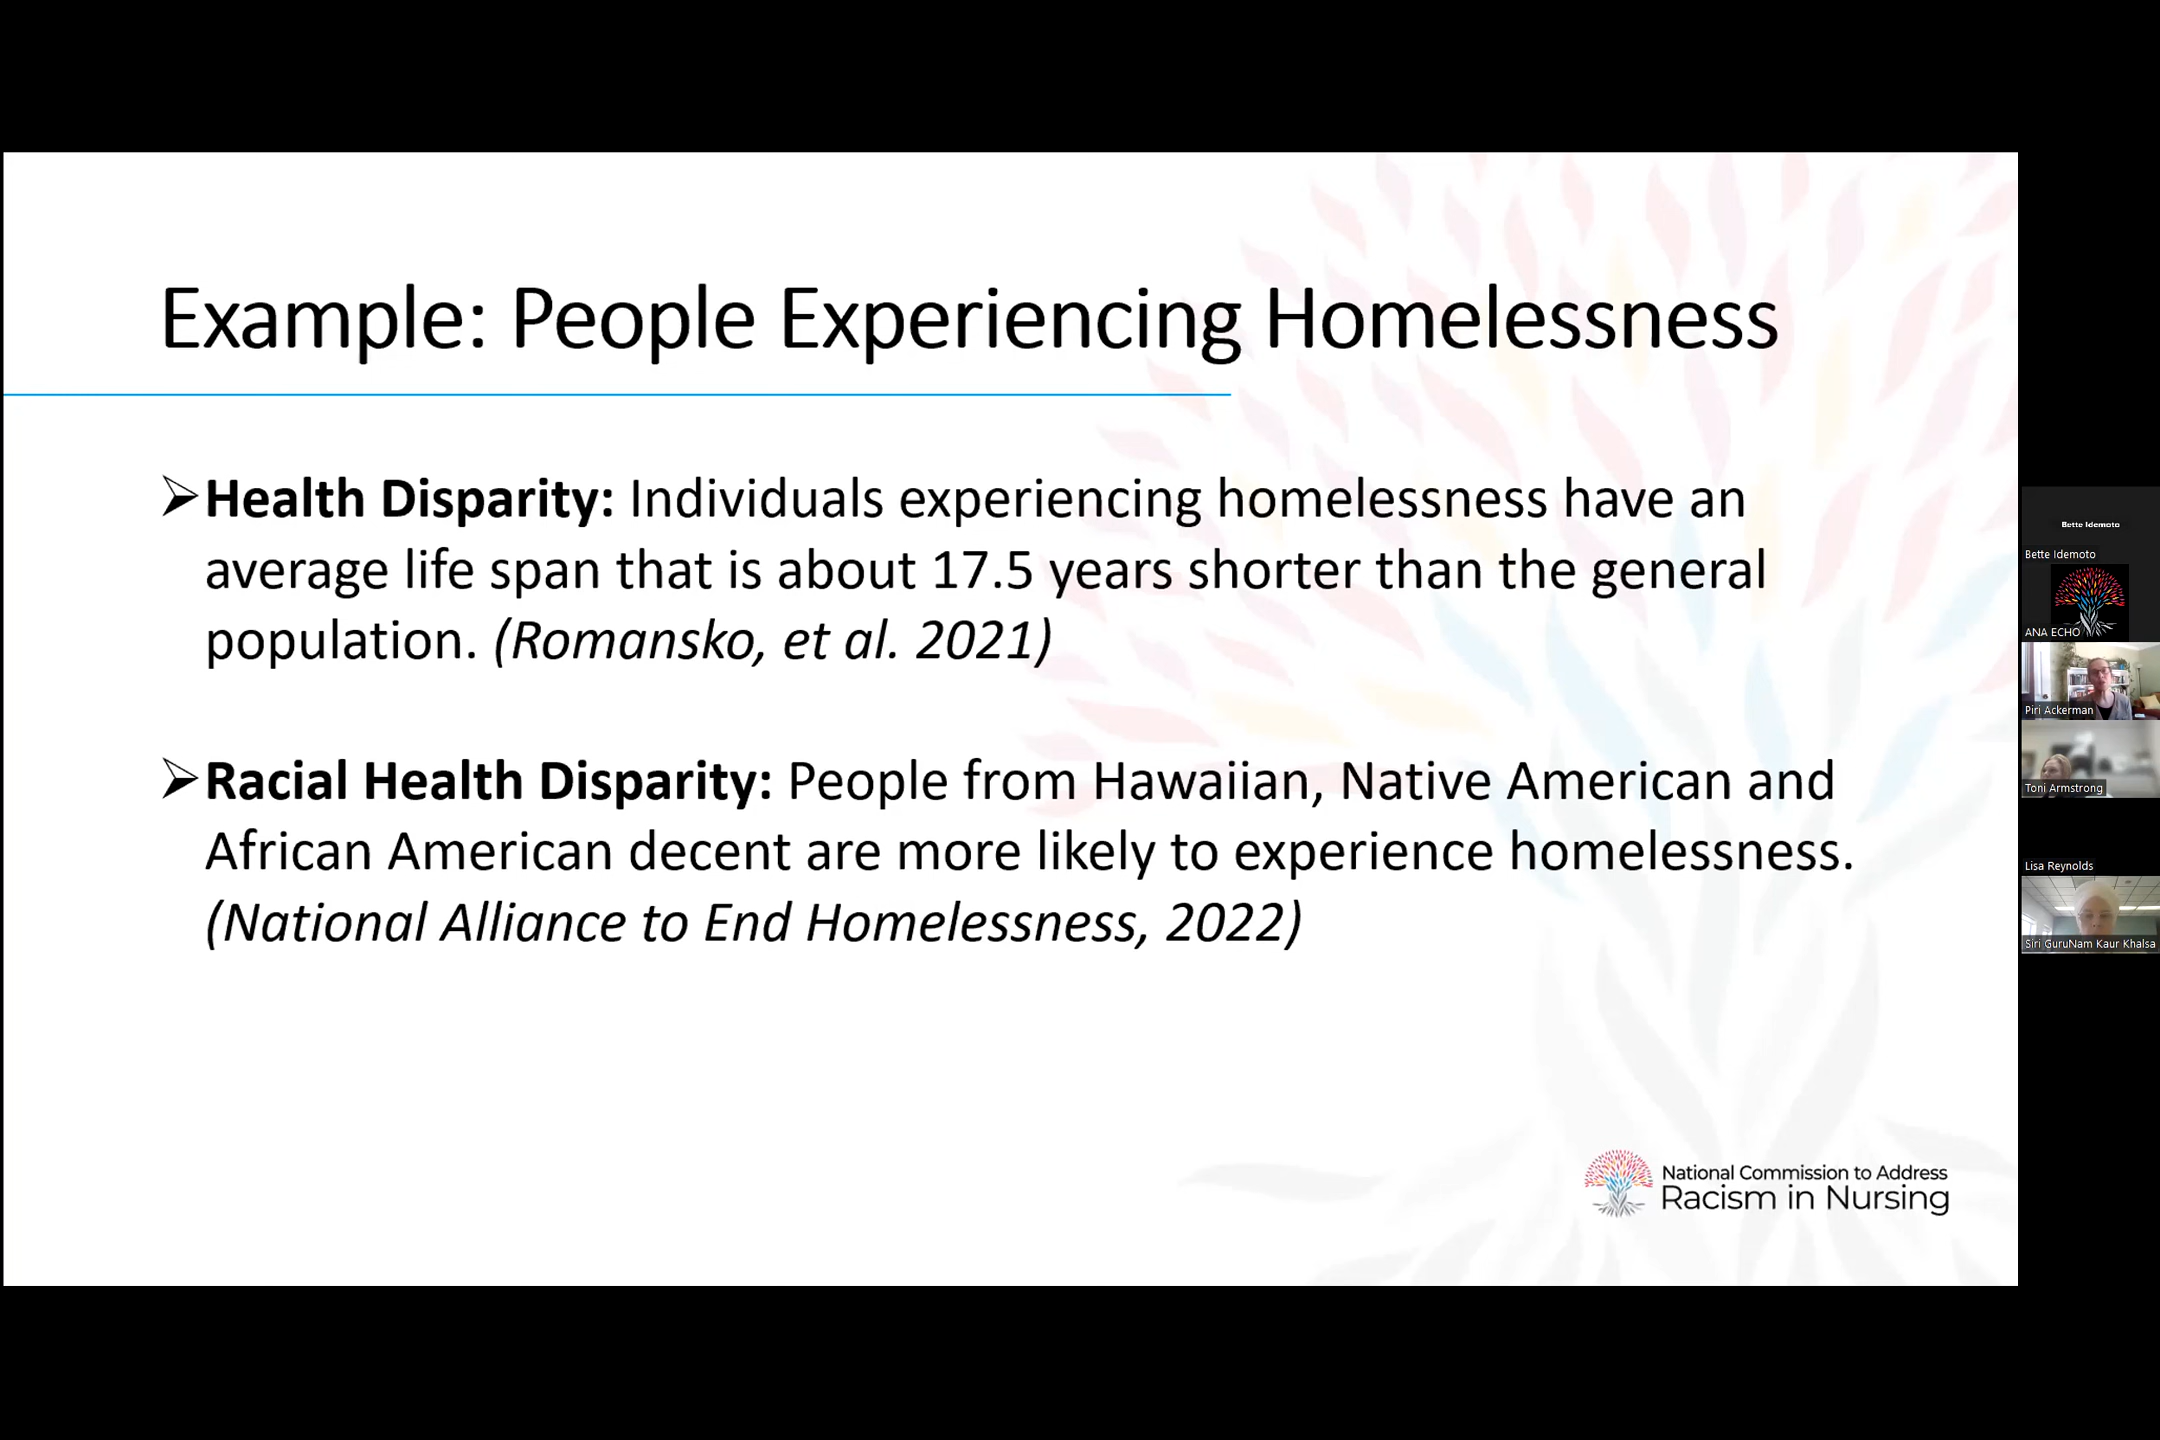 Example: People Experiencing Homelessness
➢Health Disparity: Individuals experiencing homelessness have an
average life span that is about 17.5 years shorter than the general
population. (Romansko, et al. 2021)
➢Racial Health Disparity: People from Hawaiian, Native American and
African American decent are more likely to experience homelessness.
(National Alliance to End Homelessness, 2022)
National Commission to Address
Racism in Nursing
Bette Idemoto
Bette Idemoto
ANA ECHO
Piri Ackerman
Toni Armstrong
Lisa Reynolds
Siri GuruNam Kaur Khalsa